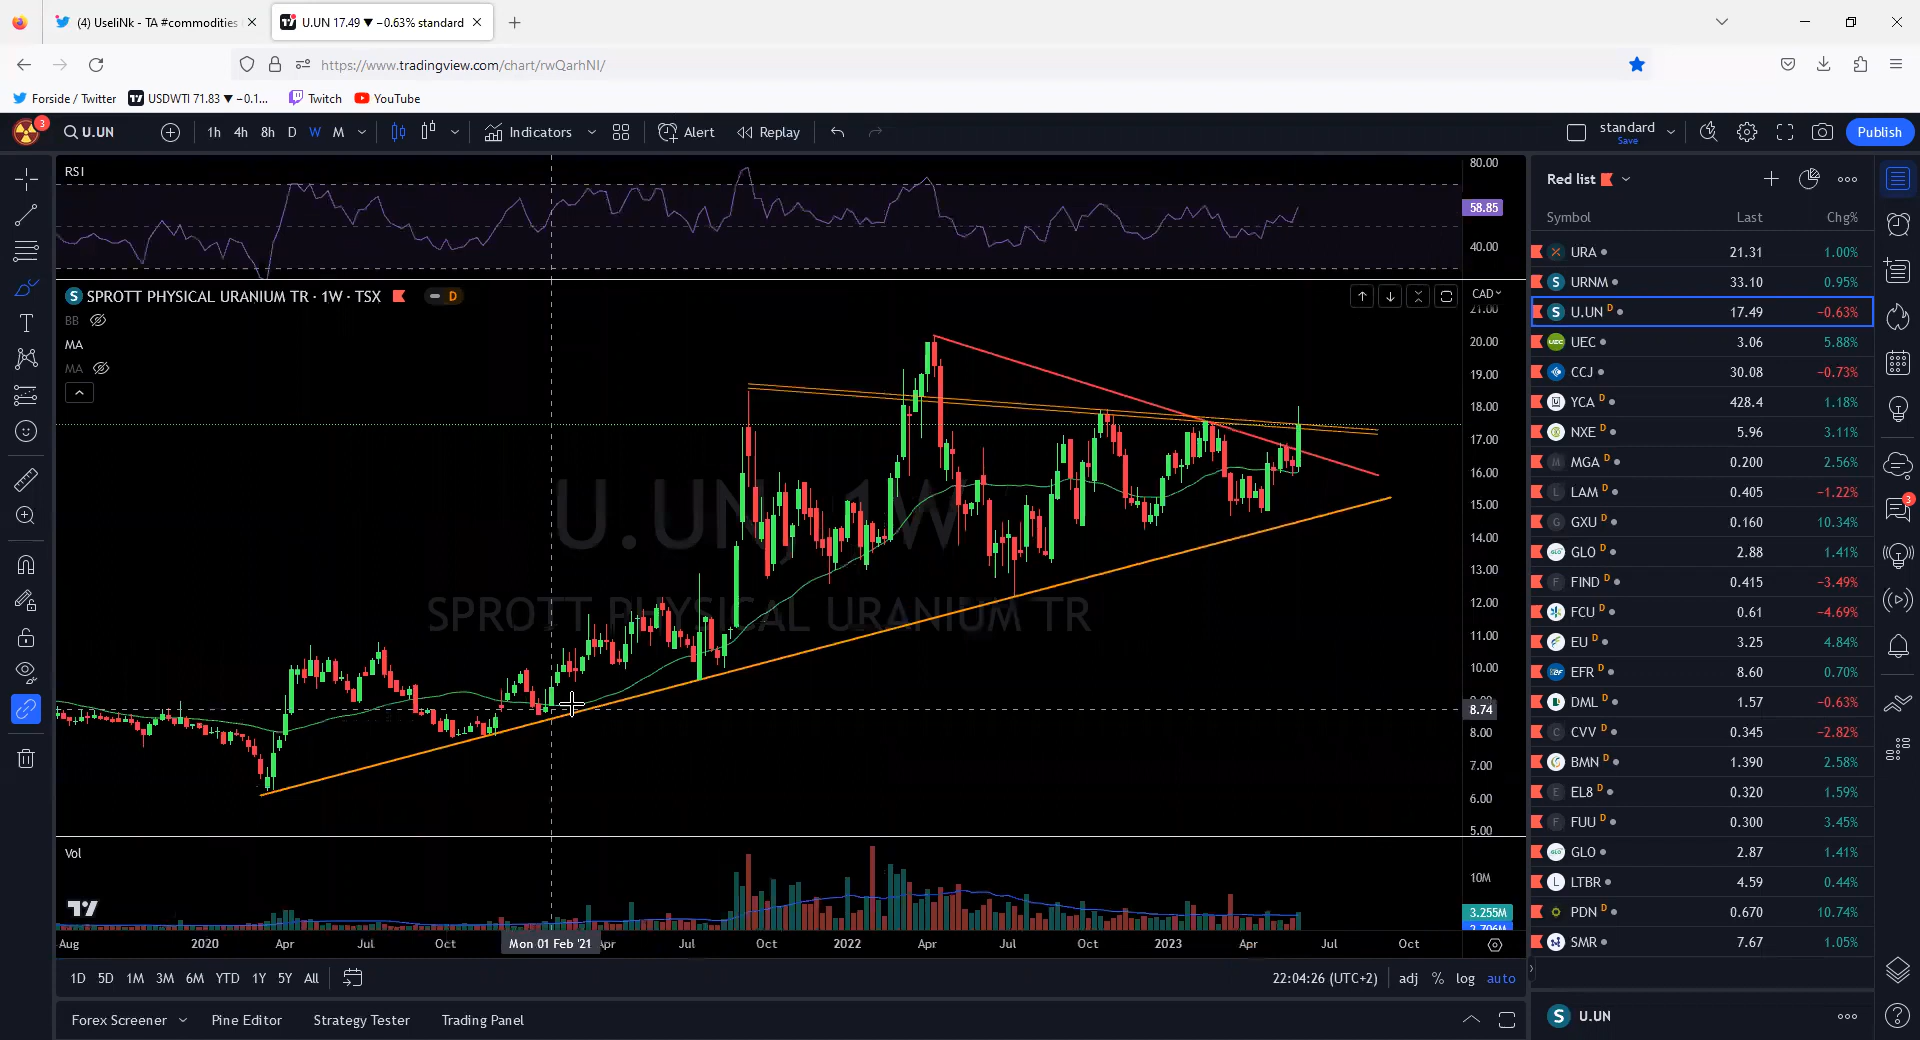 (4) UseliNk - TA #commodities
U.UN 17.49 ▼ −0.63% standard
https://www.tradingview.com/chart/rwQarhNI/
Forside / Twitter
USDWTI 71.83 ▼ −0.1...
Twitch
YouTube
3
U.UN
1h 4h 8h D W M
Indicators
Alert
Replay
standard
Save
Publish
RSI
80.00
58.85
40.00
SPROTT PHYSICAL URANIUM TR · 1W · TSX
D
CAD
BB
MA
MA
U.UN, 1W
SPROTT PHYSICAL URANIUM TR
21.00
20.00
19.00
18.00
17.00
16.00
15.00
14.00
13.00
12.00
11.00
10.00
8.74
8.00
7.00
6.00
5.00
Vol
10M
3.255M
Aug 2020 Apr Jul Oct Mon 01 Feb '21 Apr Jul Oct 2022 Apr Jul Oct 2023 Apr Jul Oct
1D 5D 1M 3M 6M YTD 1Y 5Y All
22:04:26 (UTC+2)
adj % log auto
Forex Screener
Pine Editor
Strategy Tester
Trading Panel
Red list
Symbol Last Chg%
URA 21.31 1.00%
URNM 33.10 0.95%
U.UN D 17.49 −0.63%
UEC 3.06 5.88%
CCJ 30.08 −0.73%
YCA D 428.4 1.18%
NXE D 5.96 3.11%
MGA D 0.200 2.56%
LAM D 0.405 −1.22%
GXU D 0.160 10.34%
GLO D 2.88 1.41%
FIND D 0.415 −3.49%
FCU D 0.61 −4.69%
EU D 3.25 4.84%
EFR D 8.60 0.70%
DML D 1.57 −0.63%
CVV D 0.345 −2.82%
BMN D 1.390 2.58%
EL8 D 0.320 1.59%
FUU D 0.300 3.45%
GLO 2.87 1.41%
LTBR 4.59 0.44%
PDN D 0.670 10.74%
SMR 7.67 1.05%
U.UN
3